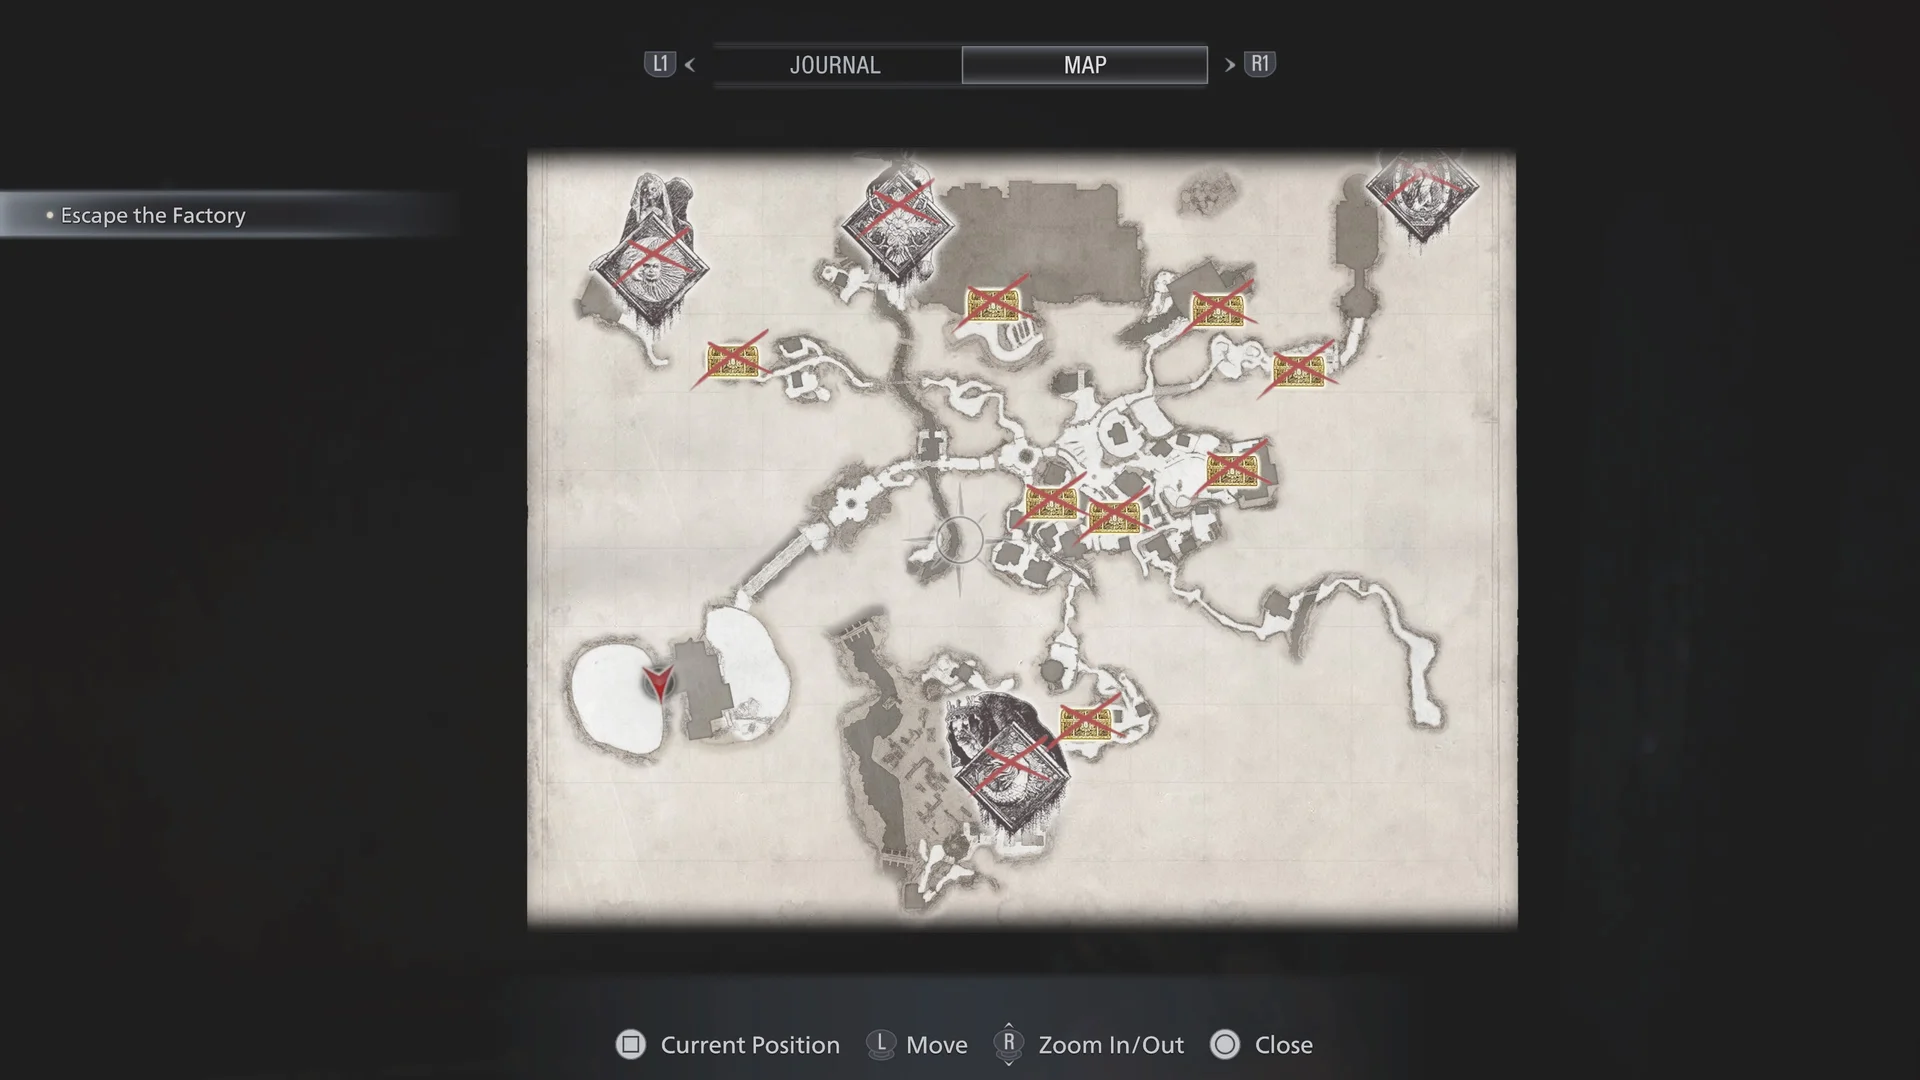 L1 JOURNAL MAP R1
Escape the Factory
Current Position L Move R Zoom In/Out Close